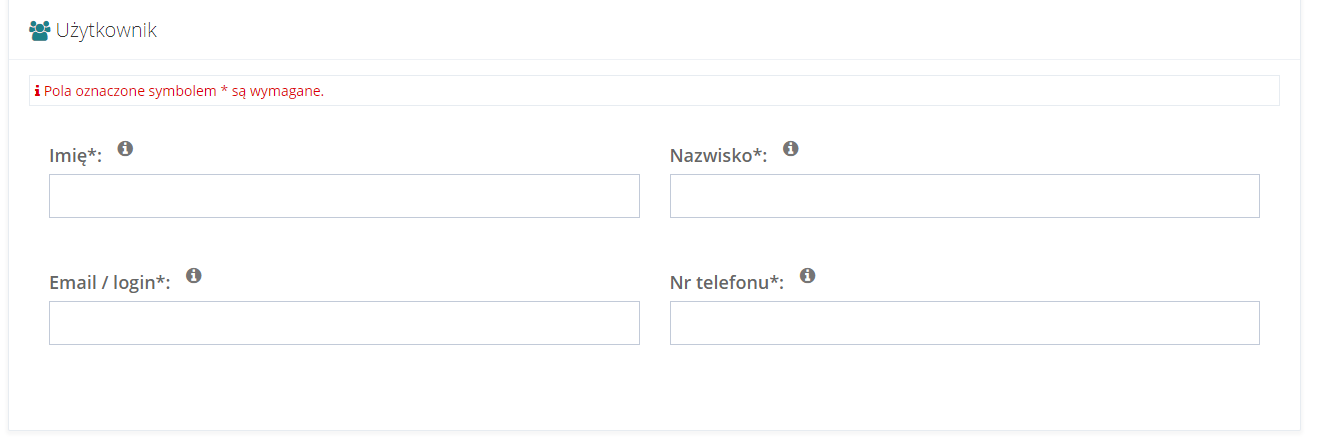 Użytkownik
Pola oznaczone symbolem * są wymagane.
Imię*:
Nazwisko*:
Email / login*:
Nr telefonu*: